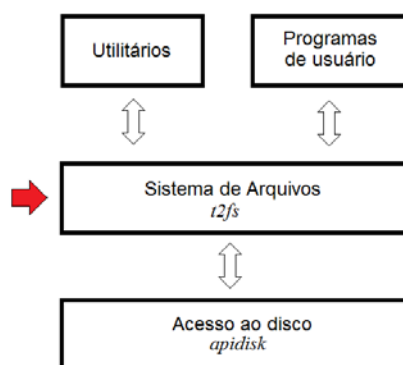 Utilitários
Programas
de usuário
Sistema de Arquivos
t2fs
Acesso ao disco
apidisk